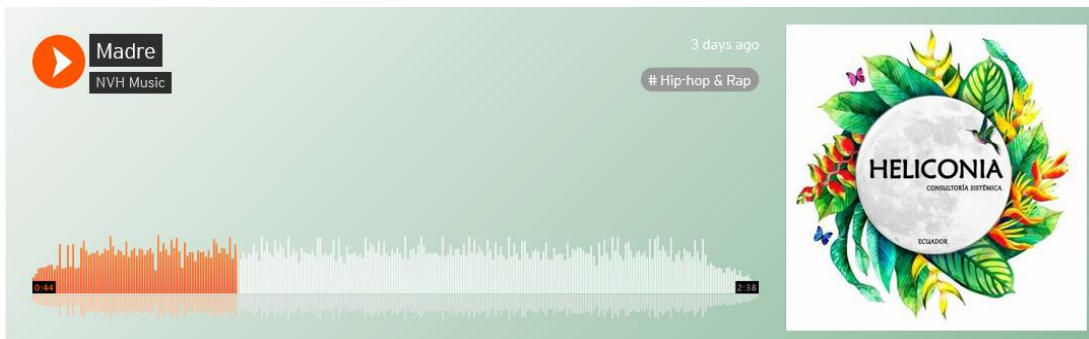 Madre
NVH Music
3 days ago
# Hip-hop & Rap
0:44
2:38
HELICONIA
CONSULTORÍA SISTÉMICA
ECUADOR